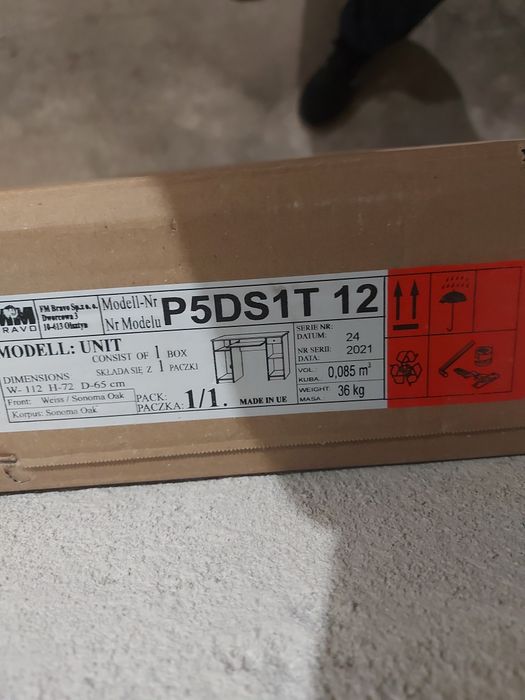 RAVO
FM Bravo Sp.z o.o.
Dworcowa 3
10-413 Olsztyn
Modell-Nr
Nr Modelu
P5DS1T 12
MODELL: UNIT
CONSIST OF 1 BOX
SKLADA SIĘ Z 1 PACZKI
DIMENSIONS
W- 112 H-72 D-65 cm
Front: Weiss / Sonoma Oak
Korpus: Sonoma Oak
PACK:
PACZKA: 1/1.
MADE IN UE
SERIE NR:
DATUM: 24
NR SERII: 2021
DATA:
VOL.: 0,085 m³
KUBA.
WEIGHT: 36 kg
MASA.